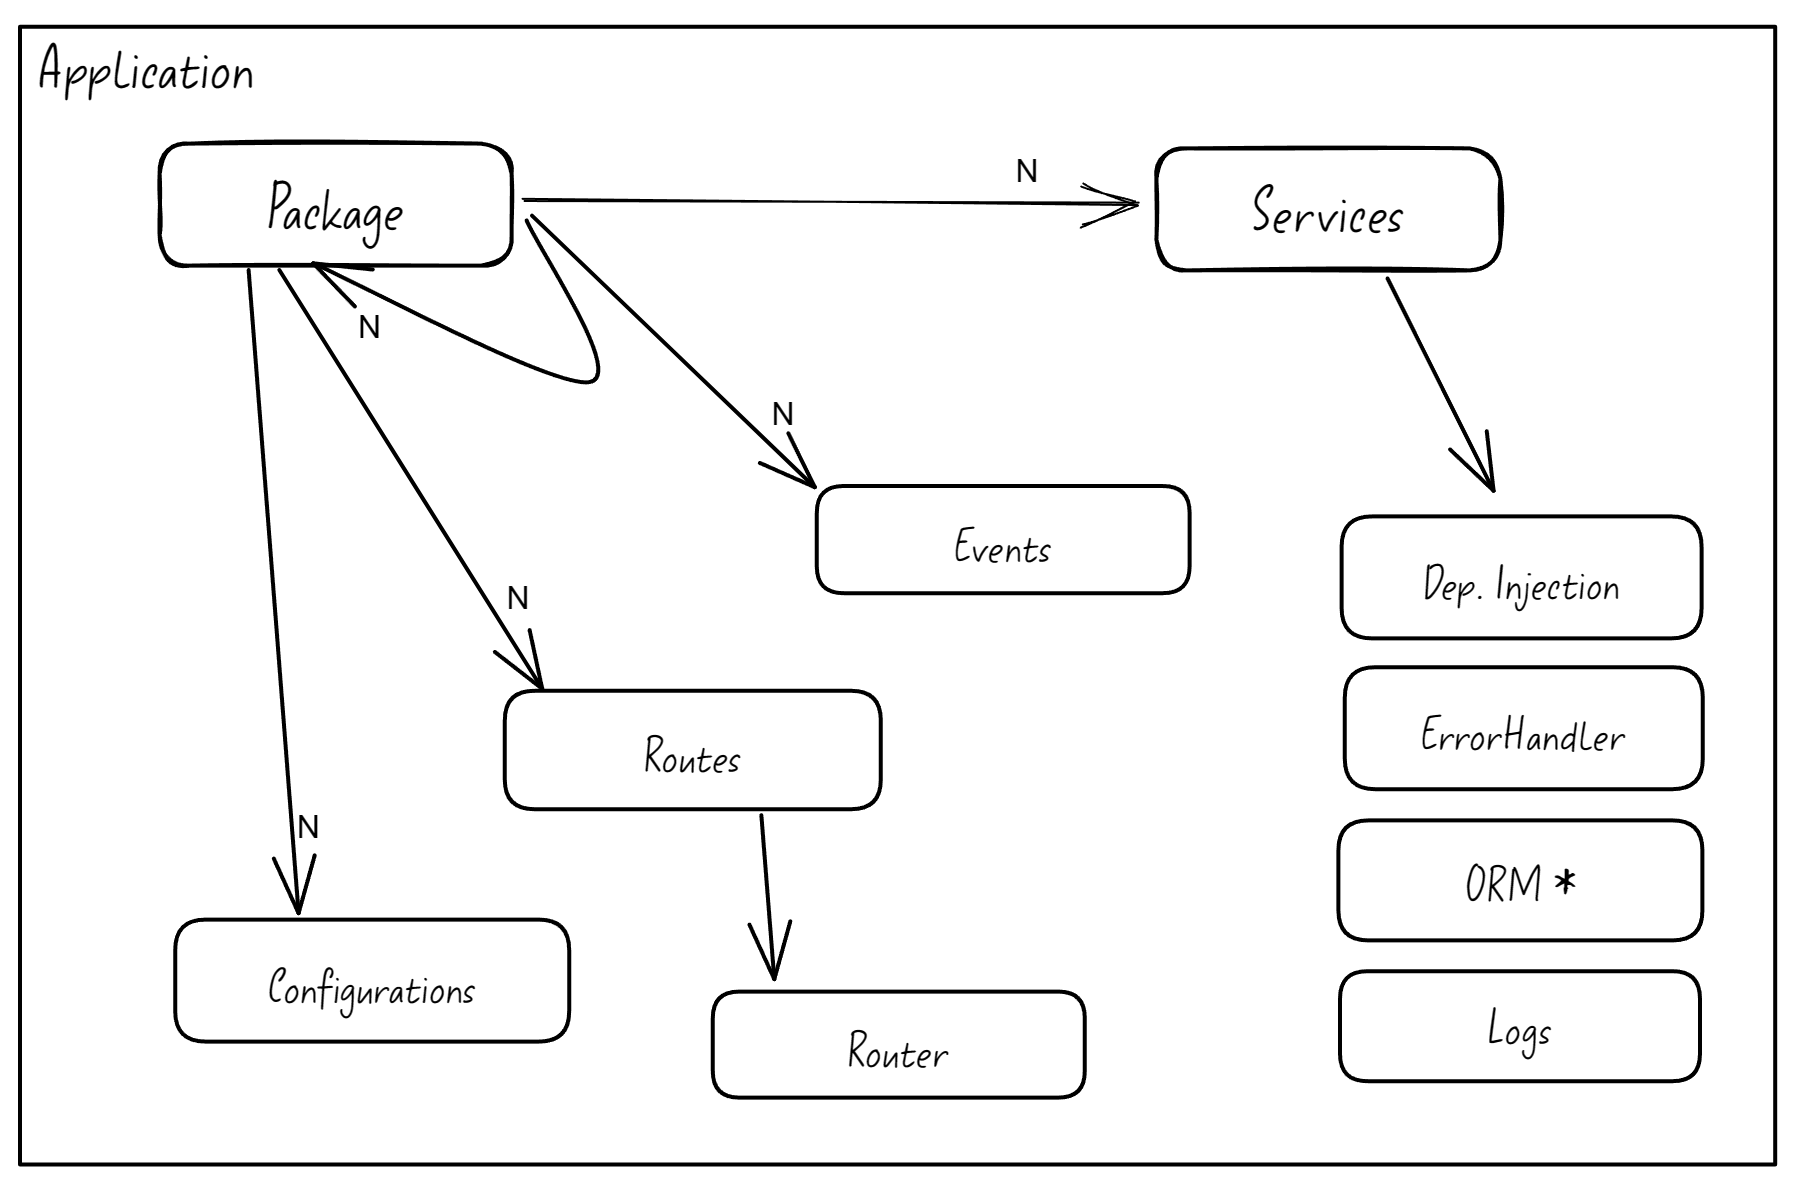 Application
Package
N
Services
N
N
Events
Dep. Injection
N
ErrorHandler
Routes
N
ORM *
Configurations
Logs
Router